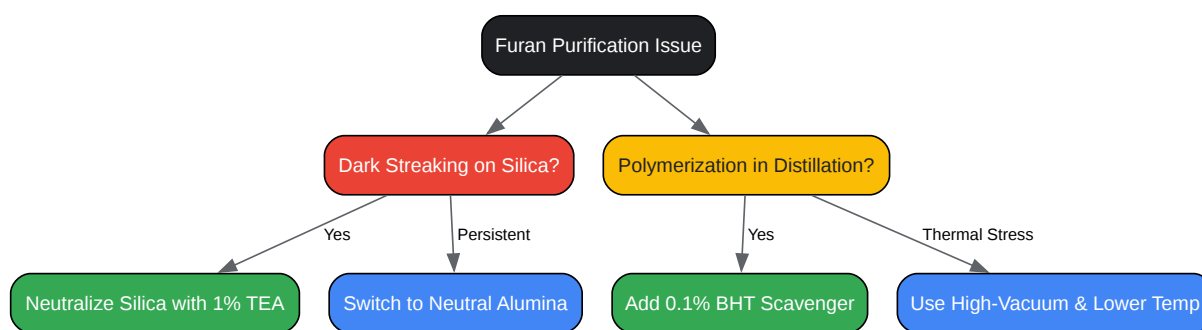 Furan Purification Issue
Dark Streaking on Silica?
Polymerization in Distillation?
Yes
Persistent
Yes
Thermal Stress
Neutralize Silica with 1% TEA
Switch to Neutral Alumina
Add 0.1% BHT Scavenger
Use High-Vacuum & Lower Temp